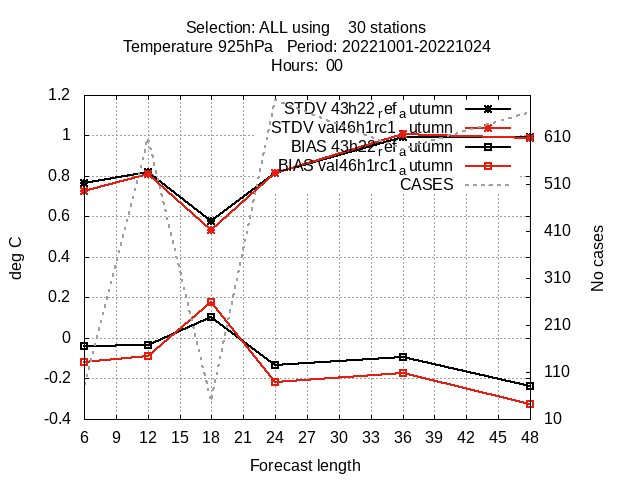 Selection: ALL using    30 stations
Temperature 925hPa   Period: 20221001-20221024
Hours:  00
STDV 43h22_ref_autumn
STDV val46h1rc1_autumn
BIAS 43h22_ref_autumn
BIAS val46h1rc1_autumn
CASES
1.2
1
0.8
0.6
0.4
0.2
0
-0.2
-0.4
deg C
610
510
410
310
210
110
10
No cases
6 9 12 15 18 21 24 27 30 33 36 39 42 45 48
Forecast length